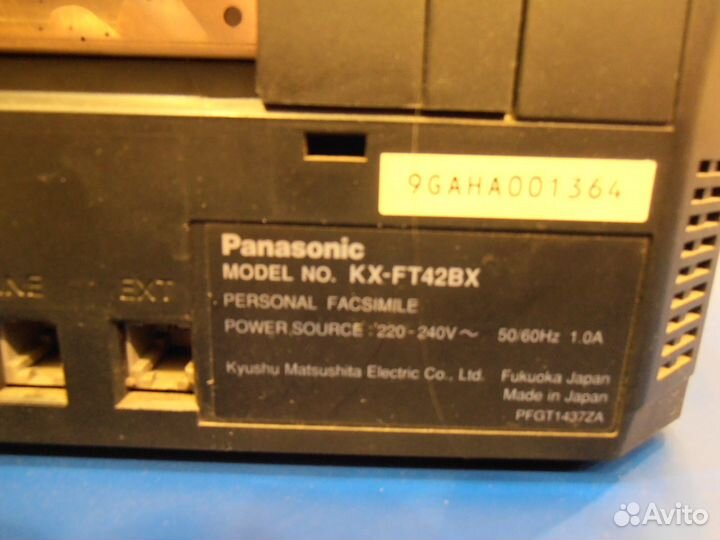 9GAHA001364
Panasonic
MODEL NO. KX-FT42BX
PERSONAL FACSIMILE
POWER SOURCE : 220-240V~ 50/60Hz 1.0A
Kyushu Matsushita Electric Co., Ltd. Fukuoka Japan
Made in Japan
PFGT1437ZA
EXT
Avito